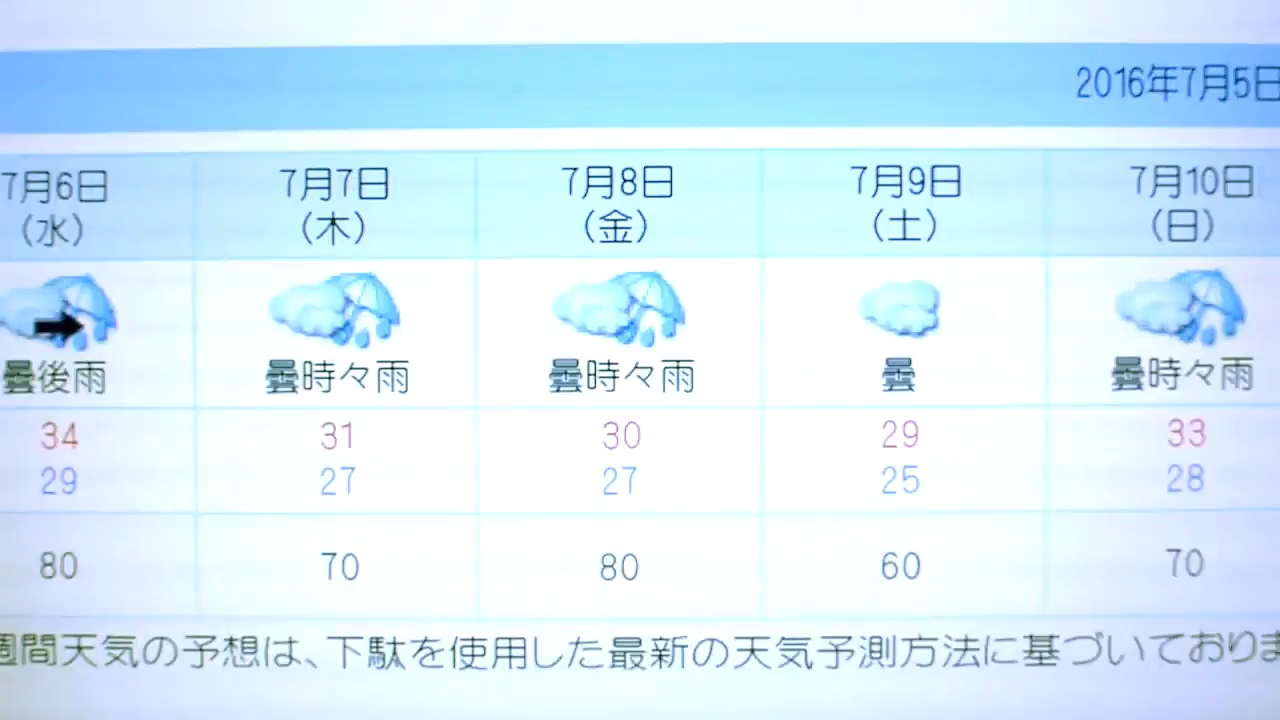 2016年7月5日
7月6日 7月7日 7月8日 7月9日 7月10日
(水) (木) (金) (土) (日)
曇後雨 曇時々雨 曇時々雨 曇 曇時々雨
34 31 30 29 33
29 27 27 25 28
80 70 80 60 70
週間天気の予想は、下駄を使用した最新の天気予測方法に基づいておりま